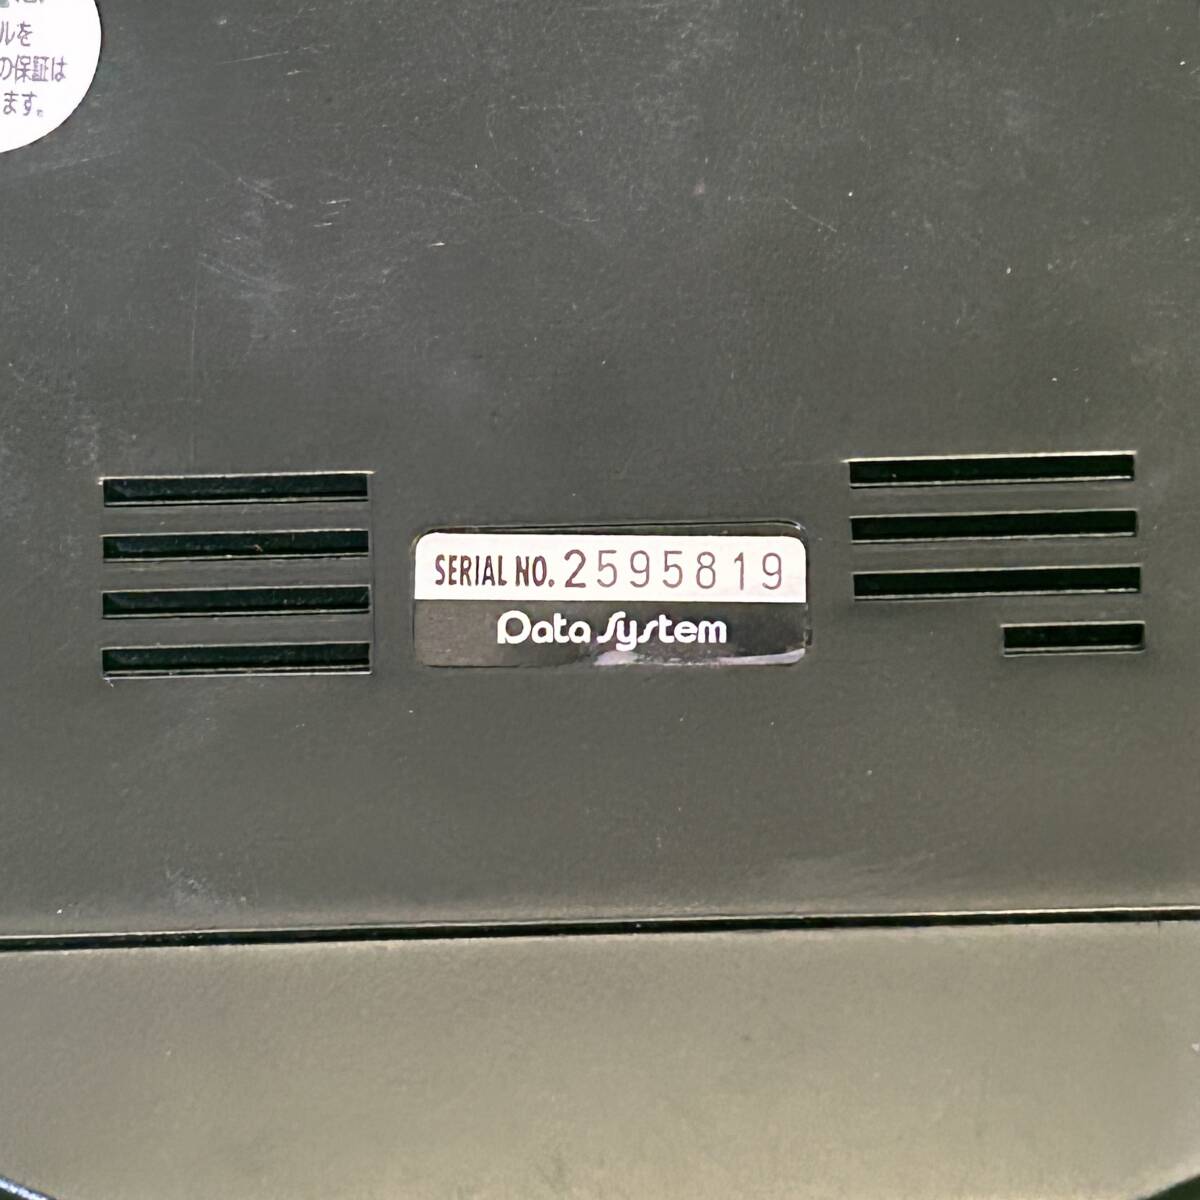 ルを
の保証は
ます。
SERIAL NO. 2595819
Data System